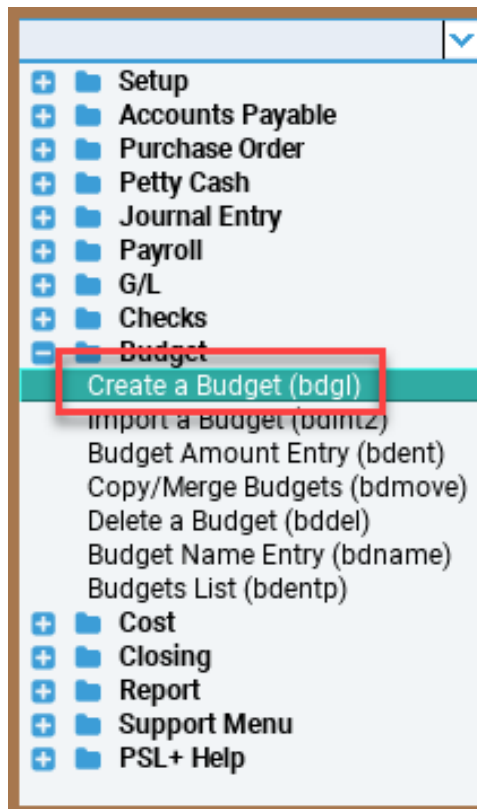 Setup
Accounts Payable
Purchase Order
Petty Cash
Journal Entry
Payroll
G/L
Checks
Budget
Create a Budget (bdgl)
Import a Budget (bdint2)
Budget Amount Entry (bdent)
Copy/Merge Budgets (bdmove)
Delete a Budget (bddel)
Budget Name Entry (bdname)
Budgets List (bdentp)
Cost
Closing
Report
Support Menu
PSL+ Help